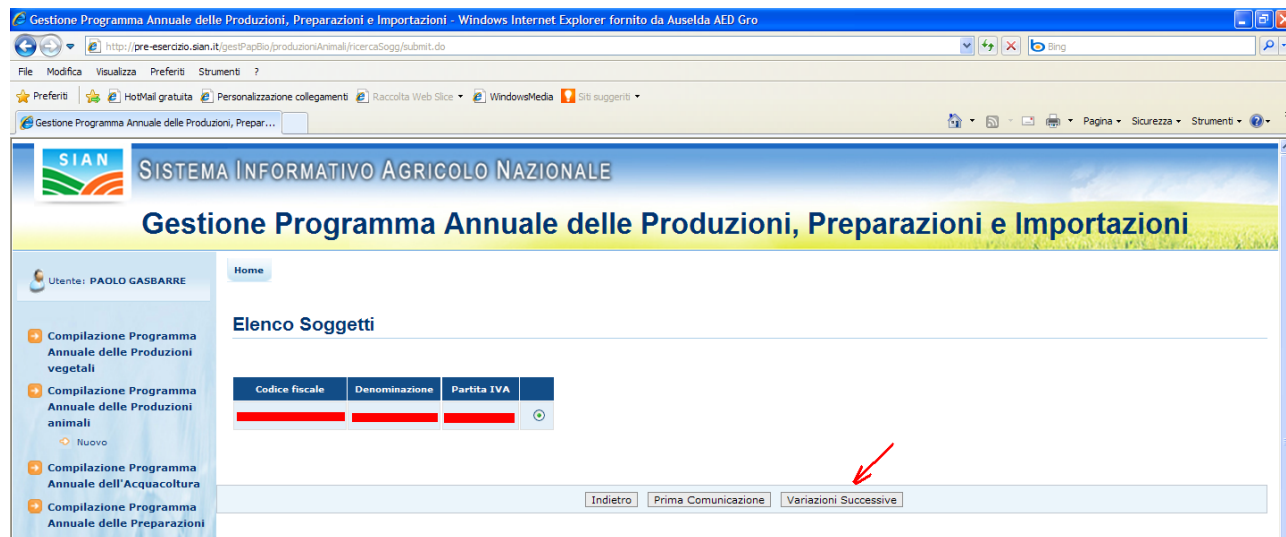 Gestione Programma Annuale delle Produzioni, Preparazioni e Importazioni - Windows Internet Explorer fornito da Auselda AED Gro
http://pre-esercizio.sian.it/gestPapBio/produzioniAnimali/ricercaSogg/submit.do
Bing
File Modifica Visualizza Preferiti Strumenti ?
Preferiti HotMail gratuita Personalizzazione collegamenti Raccolta Web Slice WindowsMedia Siti suggeriti
Gestione Programma Annuale delle Produzioni, Prepar... Pagina Sicurezza Strumenti
SIAN
SISTEMA INFORMATIVO AGRICOLO NAZIONALE
Gestione Programma Annuale delle Produzioni, Preparazioni e Importazioni
Utente: PAOLO GASBARRE
Home
Elenco Soggetti
Compilazione Programma
Annuale delle Produzioni
vegetali
Compilazione Programma
Annuale delle Produzioni
animali
Nuovo
Compilazione Programma
Annuale dell'Acquacoltura
Compilazione Programma
Annuale delle Preparazioni
Codice fiscale Denominazione Partita IVA
Indietro Prima Comunicazione Variazioni Successive